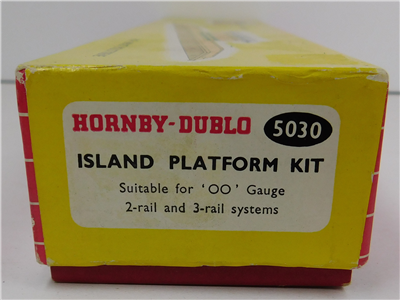 HORNBY-DUBLO 5030
ISLAND PLATFORM KIT
Suitable for 'OO' Gauge
2-rail and 3-rail systems